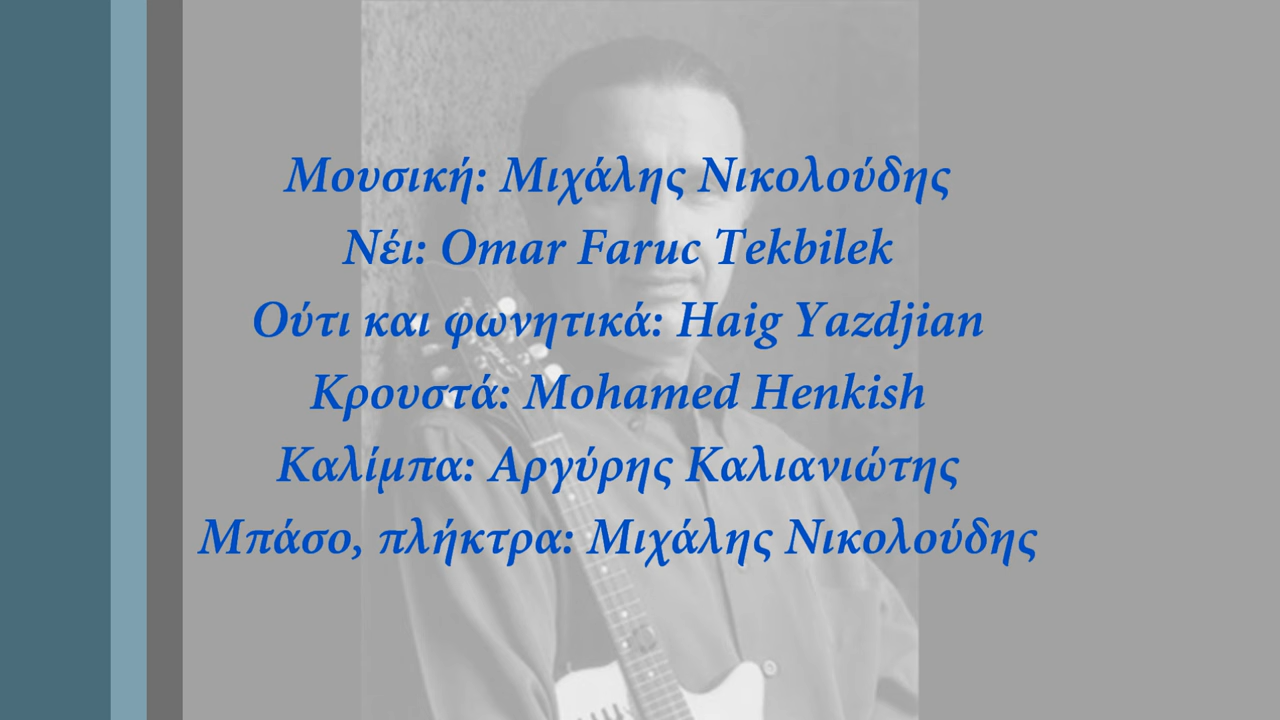 Μουσική: Μιχάλης Νικολούδης
Νέι: Omar Faruc Tekbilek
Ούτι και φωνητικά: Haig Yazdjian
Κρουστά: Mohamed Henkish
Καλίμπα: Αργύρης Καλιανιώτης
Μπάσο, πλήκτρα: Μιχάλης Νικολούδης